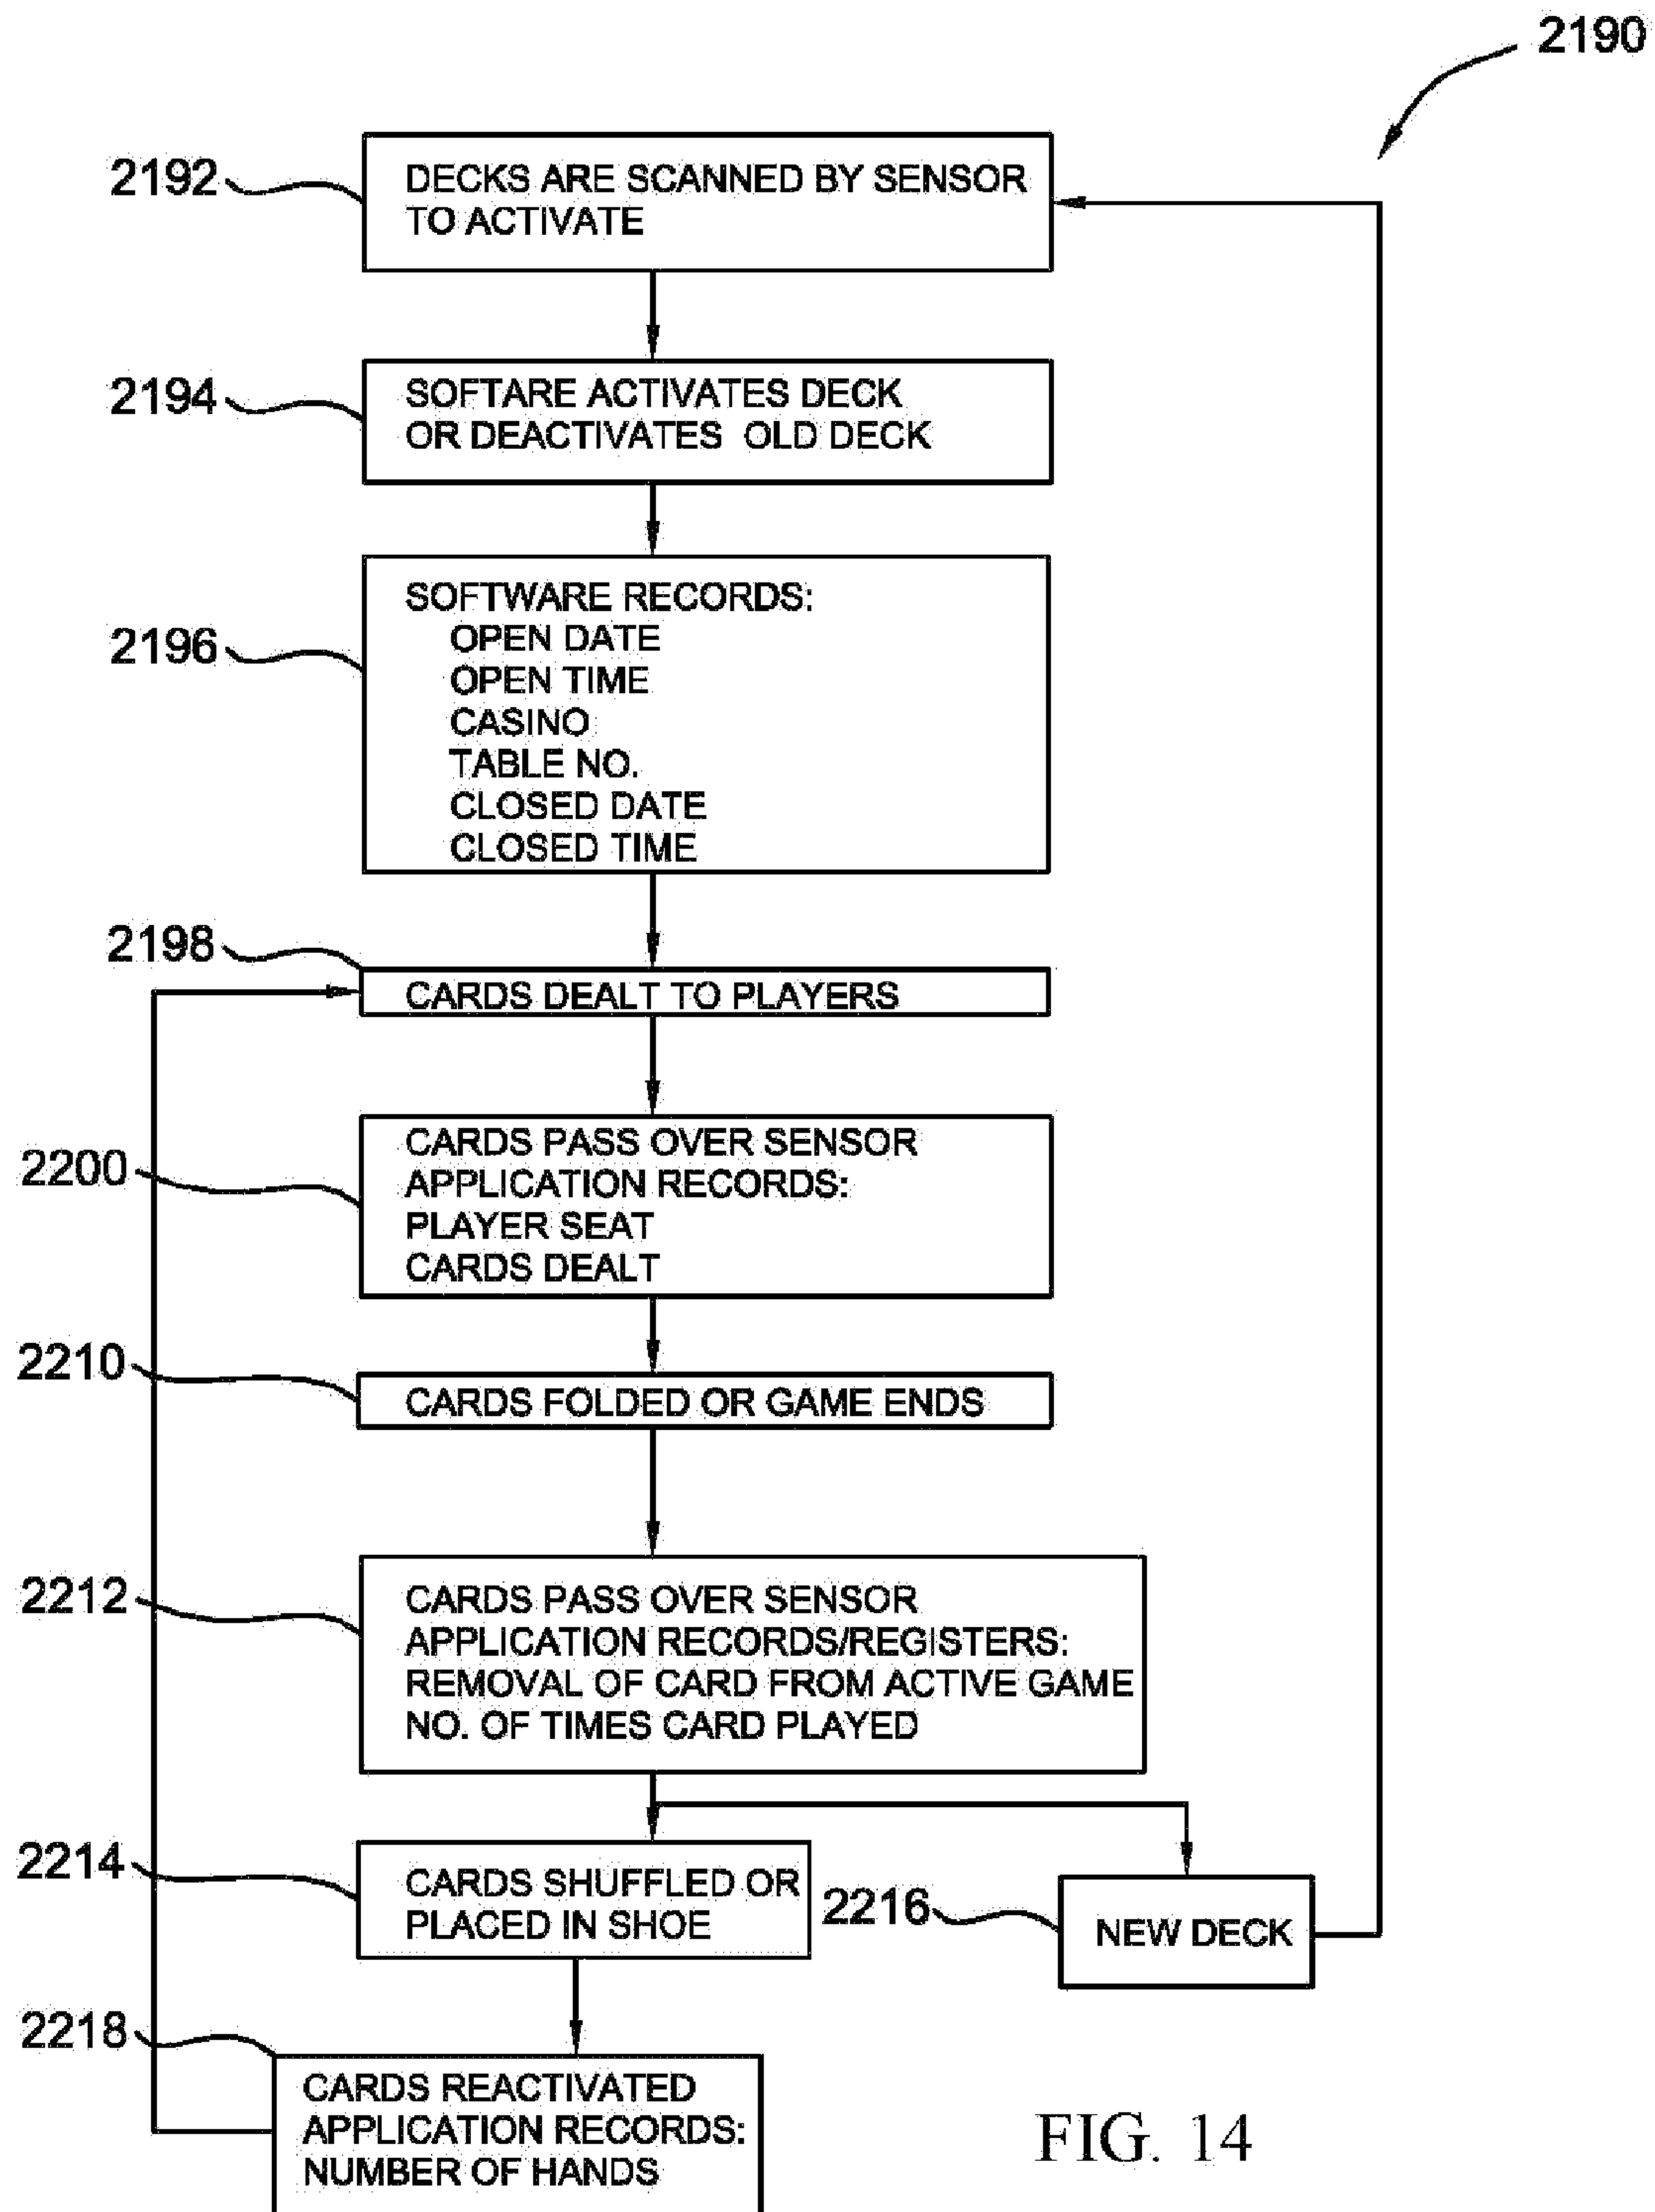 2190
2192
DECKS ARE SCANNED BY SENSOR
TO ACTIVATE
2194
SOFTARE ACTIVATES DECK
OR DEACTIVATES OLD DECK
2196
SOFTWARE RECORDS:
OPEN DATE
OPEN TIME
CASINO
TABLE NO.
CLOSED DATE
CLOSED TIME
2198
CARDS DEALT TO PLAYERS
2200
CARDS PASS OVER SENSOR
APPLICATION RECORDS:
PLAYER SEAT
CARDS DEALT
2210
CARDS FOLDED OR GAME ENDS
2212
CARDS PASS OVER SENSOR
APPLICATION RECORDS/REGISTERS:
REMOVAL OF CARD FROM ACTIVE GAME
NO. OF TIMES CARD PLAYED
2214
CARDS SHUFFLED OR
PLACED IN SHOE
2216
NEW DECK
2218
CARDS REACTIVATED
APPLICATION RECORDS:
NUMBER OF HANDS
FIG. 14